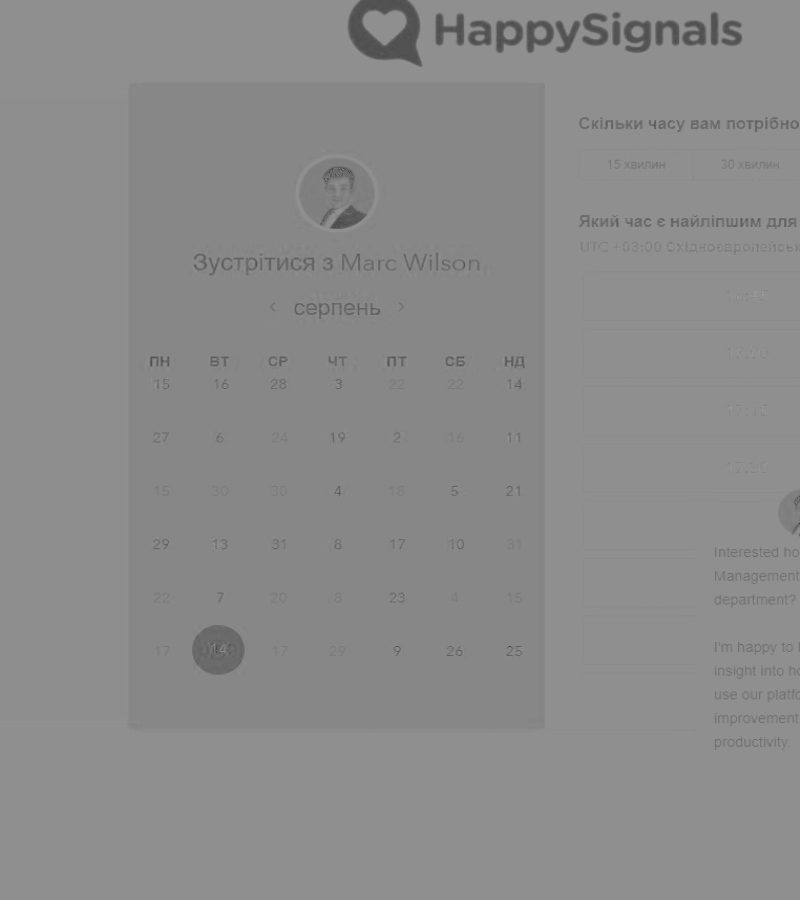 HappySignals
Зустрітися з Marc Wilson
серпень
ПН ВТ СР ЧТ ПТ СБ НД
15 16 28 3 22 22 14
27 6 24 19 2 16 11
15 30 30 4 18 5 21
29 13 31 8 17 10 31
22 7 20 8 23 4 15
17 14 17 29 9 26 25
Скільки часу вам потрібно
15 хвилин 30 хвилин
Який час є найліпшим для
UTC +03:00 Східноєвропейськ
Interested ho
Management
department?
I'm happy to
insight into ho
use our platfo
improvement
productivity.